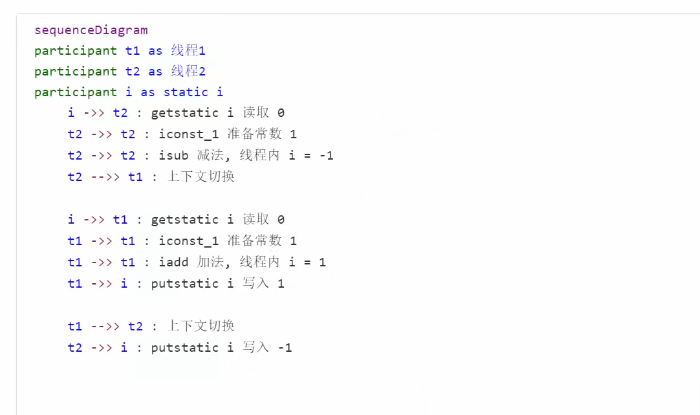 sequenceDiagram
participant t1 as 线程1
participant t2 as 线程2
participant i as static i
i ->> t2 : getstatic i 读取 0
t2 ->> t2 : iconst_1 准备常数 1
t2 ->> t2 : isub 减法, 线程内 i = -1
t2 -->> t1 : 上下文切换
i ->> t1 : getstatic i 读取 0
t1 ->> t1 : iconst_1 准备常数 1
t1 ->> t1 : iadd 加法, 线程内 i = 1
t1 ->> i : putstatic i 写入 1
t1 -->> t2 : 上下文切换
t2 ->> i : putstatic i 写入 -1